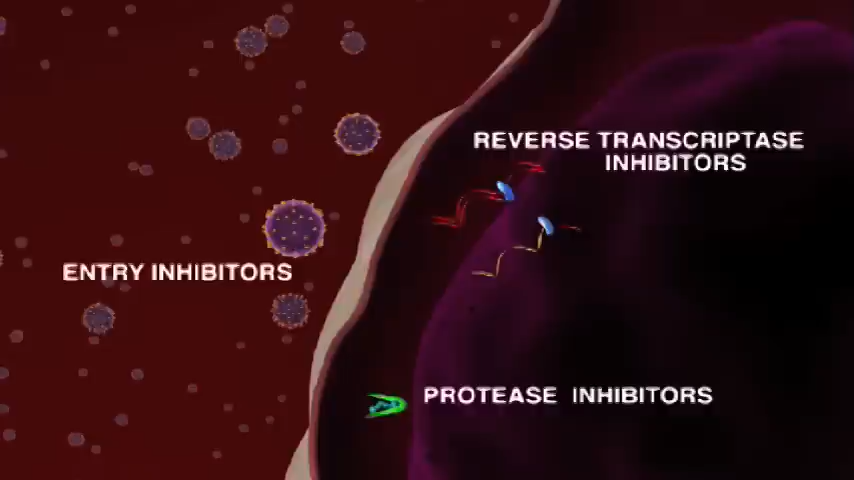 REVERSE TRANSCRIPTASE
INHIBITORS
ENTRY INHIBITORS
PROTEASE INHIBITORS